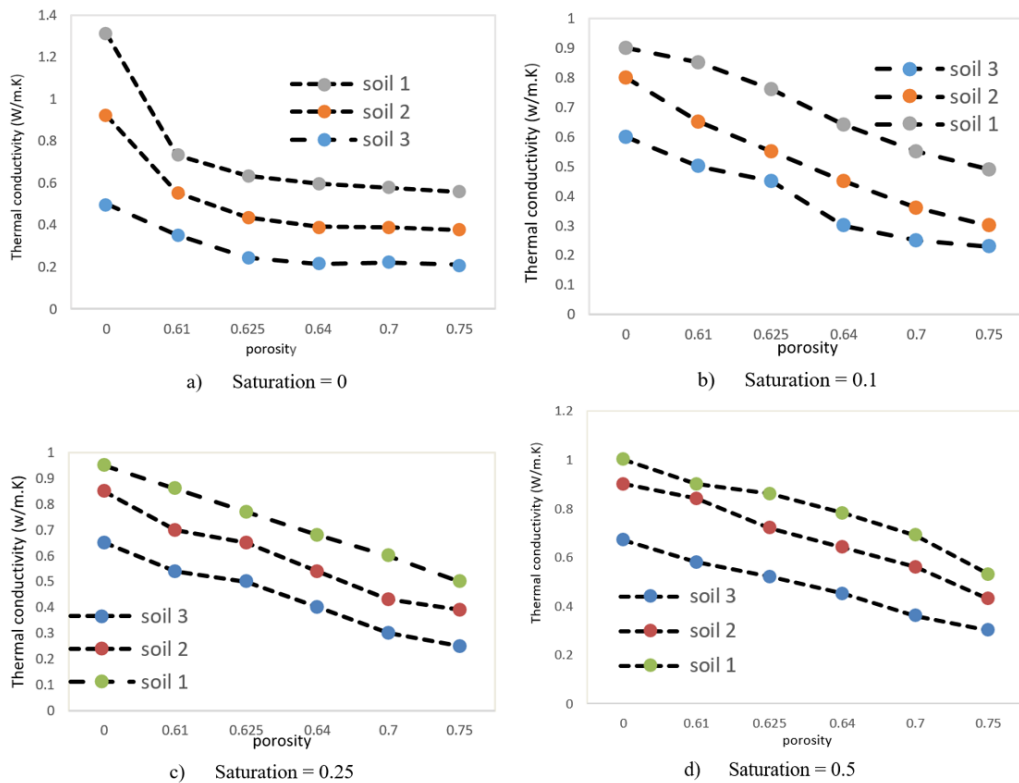 1.4
1.2
1
0.8
0.6
0.4
0.2
0
Thermal conductivity (W/m.K)
soil 1
soil 2
soil 3
0 0.61 0.625 0.64 0.7 0.75
porosity
a) Saturation = 0
1
0.9
0.8
0.7
0.6
0.5
0.4
0.3
0.2
0.1
0
Thermal conductivity (w/m.K)
soil 3
soil 2
soil 1
0 0.61 0.625 0.64 0.7 0.75
porosity
b) Saturation = 0.1
1
0.9
0.8
0.7
0.6
0.5
0.4
0.3
0.2
0.1
0
Thermal conductivity (w/m.K)
soil 3
soil 2
soil 1
0 0.61 0.625 0.64 0.7 0.75
porosity
c) Saturation = 0.25
1.2
1
0.8
0.6
0.4
0.2
0
Thermal conductivity (W/m.K)
soil 3
soil 2
soil 1
0 0.61 0.625 0.64 0.7 0.75
porosity
d) Saturation = 0.5